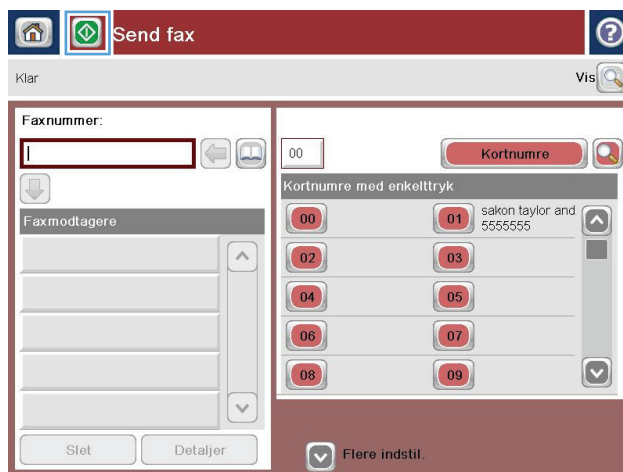 Send fax
?
Klar
Vis
Faxnummer:
00
Kortnumre
Kortnumre med enkelttryk
00
01
sakon taylor and
5555555
Faxmodtagere
02
03
04
05
06
07
08
09
Slet
Detaljer
Flere indstil.